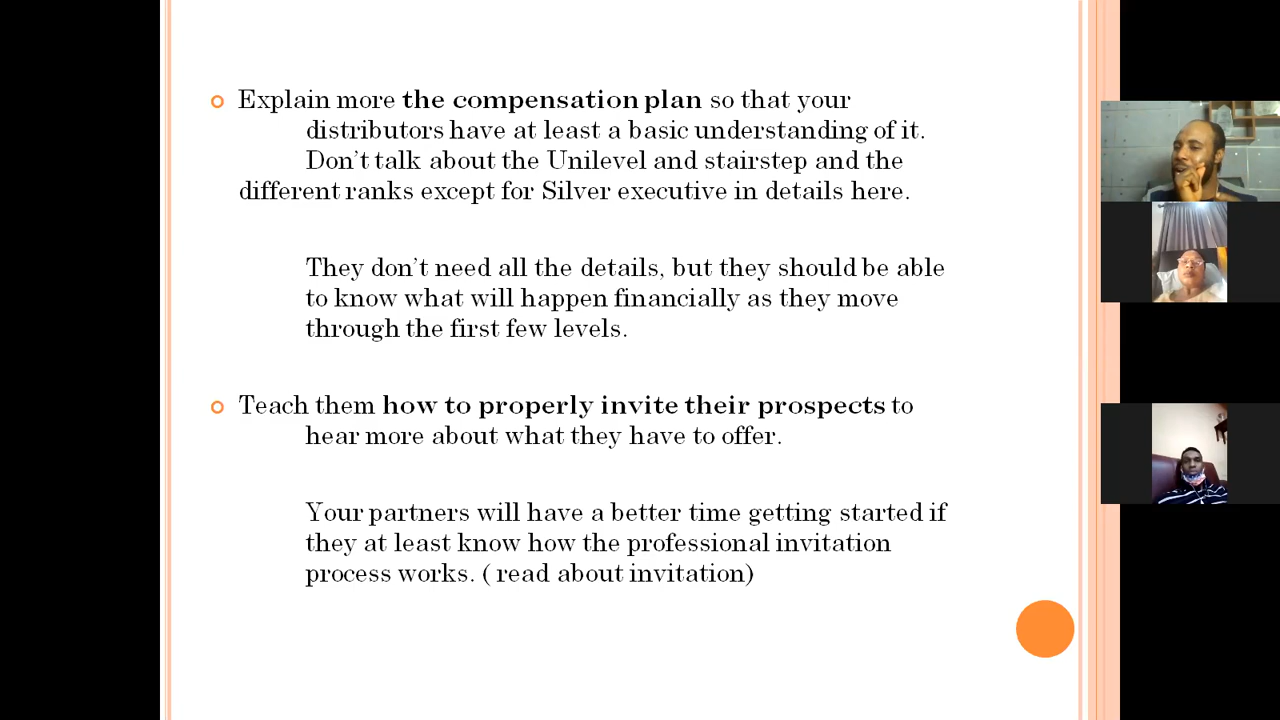 Explain more the compensation plan so that your
distributors have at least a basic understanding of it.
Don't talk about the Unilevel and stairstep and the
different ranks except for Silver executive in details here.
They don't need all the details, but they should be able
to know what will happen financially as they move
through the first few levels.
Teach them how to properly invite their prospects to
hear more about what they have to offer.
Your partners will have a better time getting started if
they at least know how the professional invitation
process works. ( read about invitation)